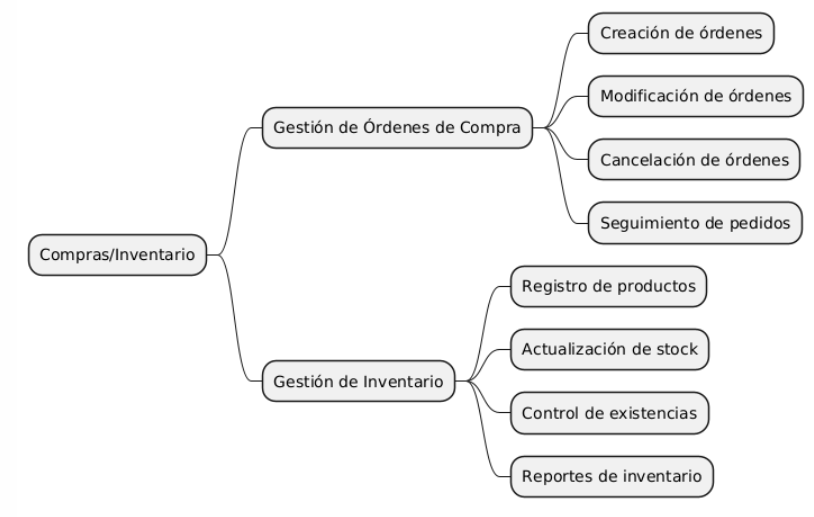 Compras/Inventario
Gestión de Órdenes de Compra
Creación de órdenes
Modificación de órdenes
Cancelación de órdenes
Seguimiento de pedidos
Gestión de Inventario
Registro de productos
Actualización de stock
Control de existencias
Reportes de inventario